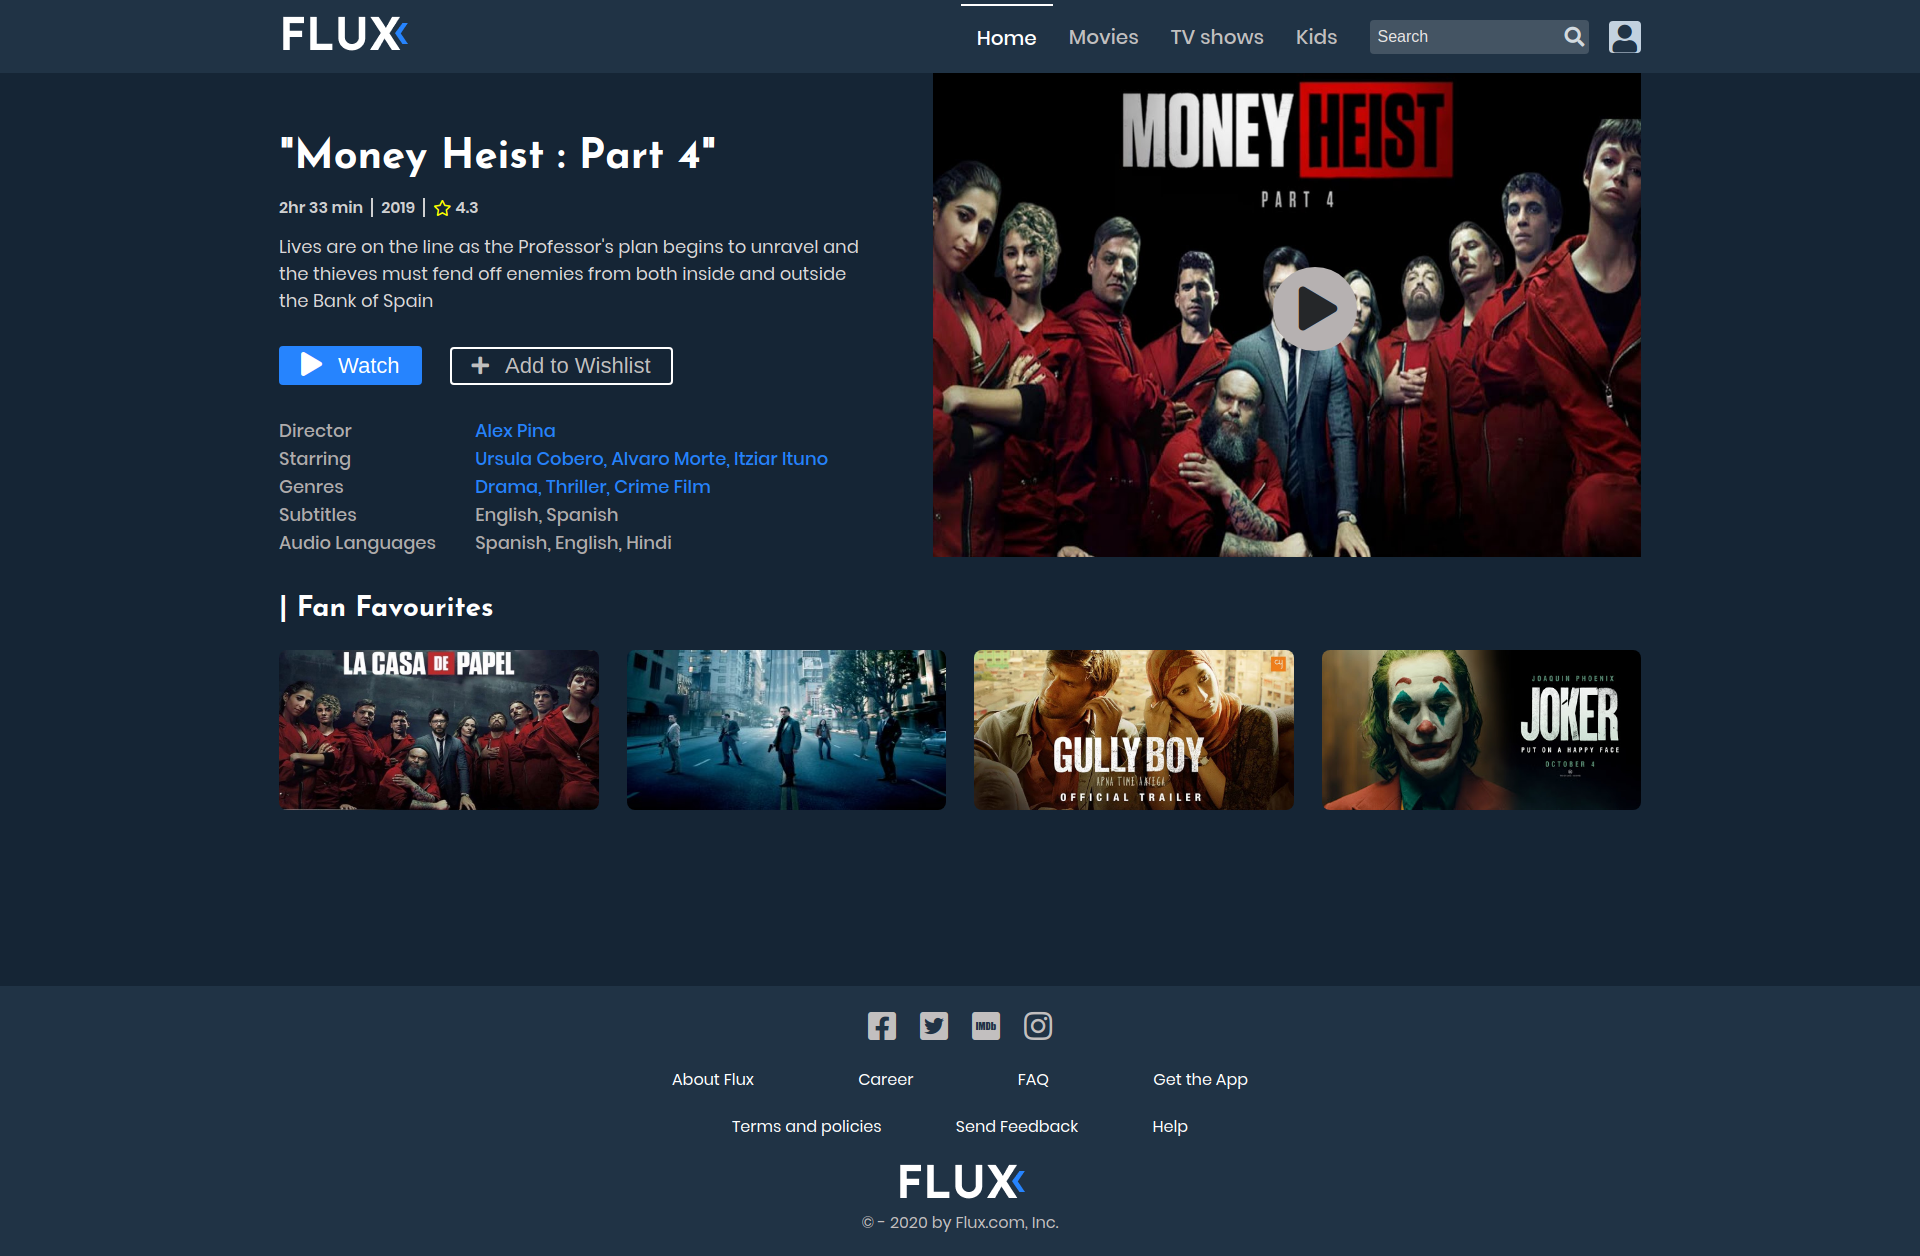 FLUX
Home
Movies
TV shows
Kids
Search
"Money Heist : Part 4"
2hr 33 min
2019
4.3
Lives are on the line as the Professor's plan begins to unravel and
the thieves must fend off enemies from both inside and outside
the Bank of Spain
Watch
Add to Wishlist
Director Alex Pina
Starring Ursula Cobero, Alvaro Morte, Itziar Ituno
Genres Drama, Thriller, Crime Film
Subtitles English, Spanish
Audio Languages Spanish, English, Hindi
MONEY HEIST
PART 4
Fan Favourites
LA CASA DE PAPEL
GULLY BOY
APNA TIME AAYEGA
OFFICIAL TRAILER
JOAQUIN PHOENIX
JOKER
PUT ON A HAPPY FACE
OCTOBER 4
IMDb
About Flux
Career
FAQ
Get the App
Terms and policies
Send Feedback
Help
FLUX
© - 2020 by Flux.com, Inc.